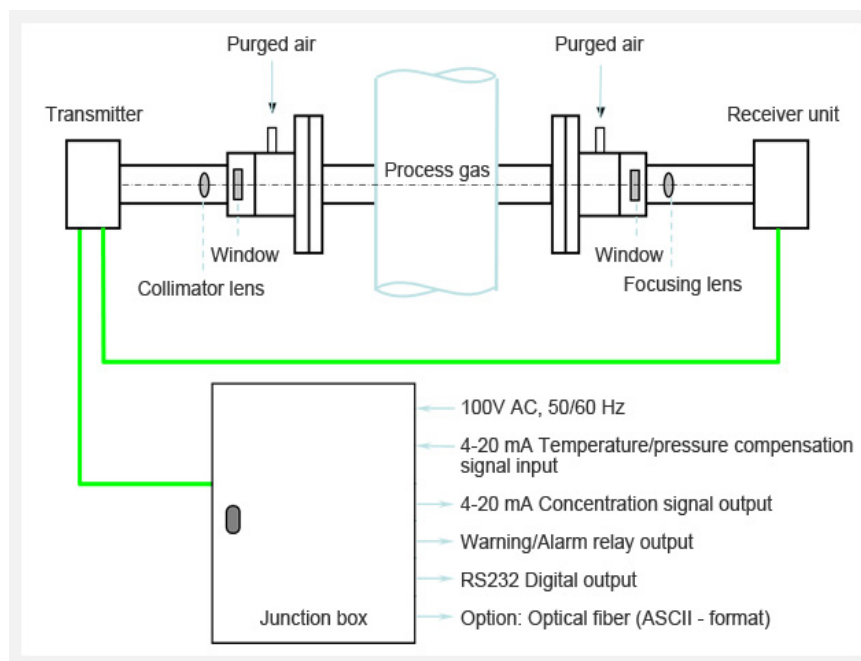 Purged air
Purged air
Transmitter
Receiver unit
Process gas
Window
Window
Collimator lens
Focusing lens
100V AC, 50/60 Hz
4-20 mA Temperature/pressure compensation
signal input
4-20 mA Concentration signal output
Warning/Alarm relay output
RS232 Digital output
Junction box
Option: Optical fiber (ASCII - format)